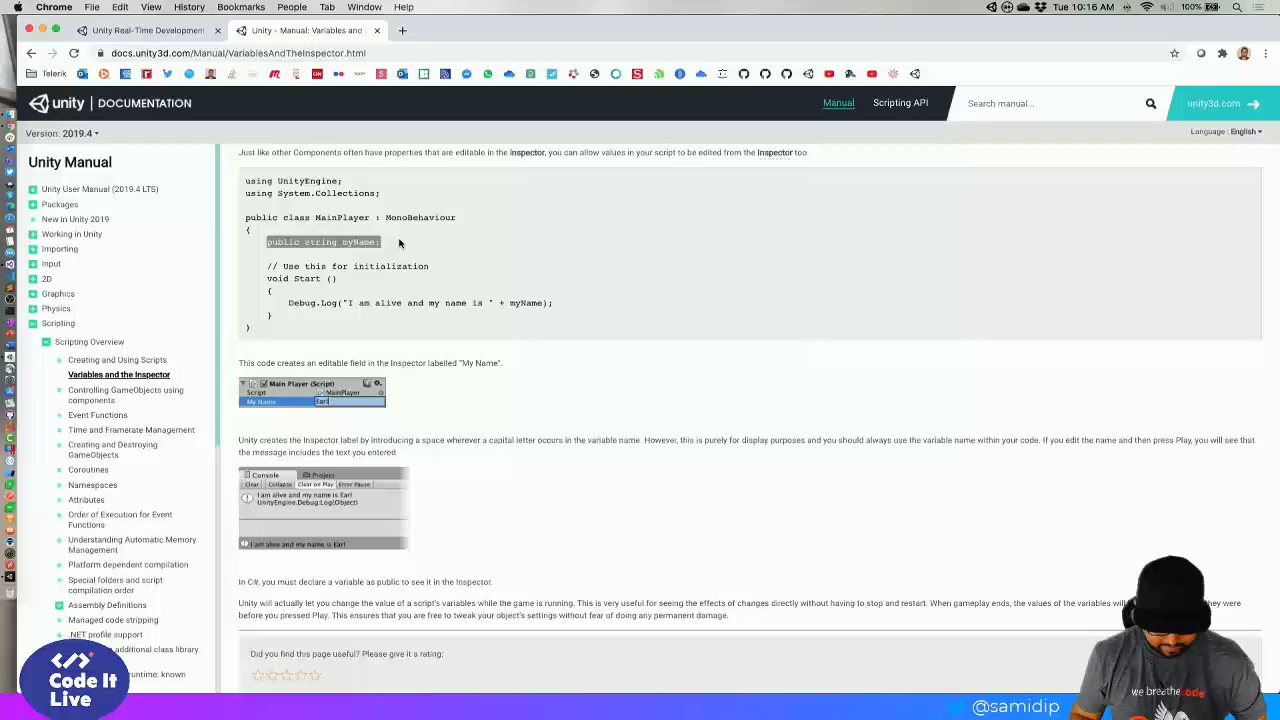 Chrome File Edit View History Bookmarks People Tab Window Help
100% Tue 10:16 AM
Unity Real-Time Development
Unity - Manual: Variables and
docs.unity3d.com/Manual/VariablesAndTheInspector.html
Telerik
unity | DOCUMENTATION
Manual
Scripting API
Search manual...
unity3d.com
Version: 2019.4
Language : English
Unity Manual
Unity User Manual (2019.4 LTS)
Packages
New in Unity 2019
Working in Unity
Importing
Input
2D
Graphics
Physics
Scripting
Scripting Overview
Creating and Using Scripts
Variables and the Inspector
Controlling GameObjects using
components
Event Functions
Time and Framerate Management
Creating and Destroying
GameObjects
Coroutines
Namespaces
Attributes
Order of Execution for Event
Functions
Understanding Automatic Memory
Management
Platform dependent compilation
Special folders and script
compilation order
Assembly Definitions
Managed code stripping
.NET profile support
additional class library
runtime: known
Just like other Components often have properties that are editable in the Inspector, you can allow values in your script to be edited from the Inspector too.
using UnityEngine;
using System.Collections;
public class MainPlayer : MonoBehaviour
{
public string myName;
// Use this for initialization
void Start ()
{
Debug.Log("I am alive and my name is " + myName);
}
}
This code creates an editable field in the Inspector labelled "My Name".
Main Player (Script)
Script MainPlayer
My Name Earl
Unity creates the Inspector label by introducing a space wherever a capital letter occurs in the variable name. However, this is purely for display purposes and you should always use the variable name within your code. If you edit the name and then press Play, you will see that
the message includes the text you entered.
Console Project
Clear Collapse Clear on Play Error Pause
I am alive and my name is Earl
UnityEngine.Debug:Log(Object)
I am alive and my name is Earl
In C#, you must declare a variable as public to see it in the Inspector.
Unity will actually let you change the value of a script's variables while the game is running. This is very useful for seeing the effects of changes directly without having to stop and restart. When gameplay ends, the values of the variables will they were
before you pressed Play. This ensures that you are free to tweak your object's settings without fear of doing any permanent damage.
Did you find this page useful? Please give it a rating:
Code It
Live
we breathe code
@samidip